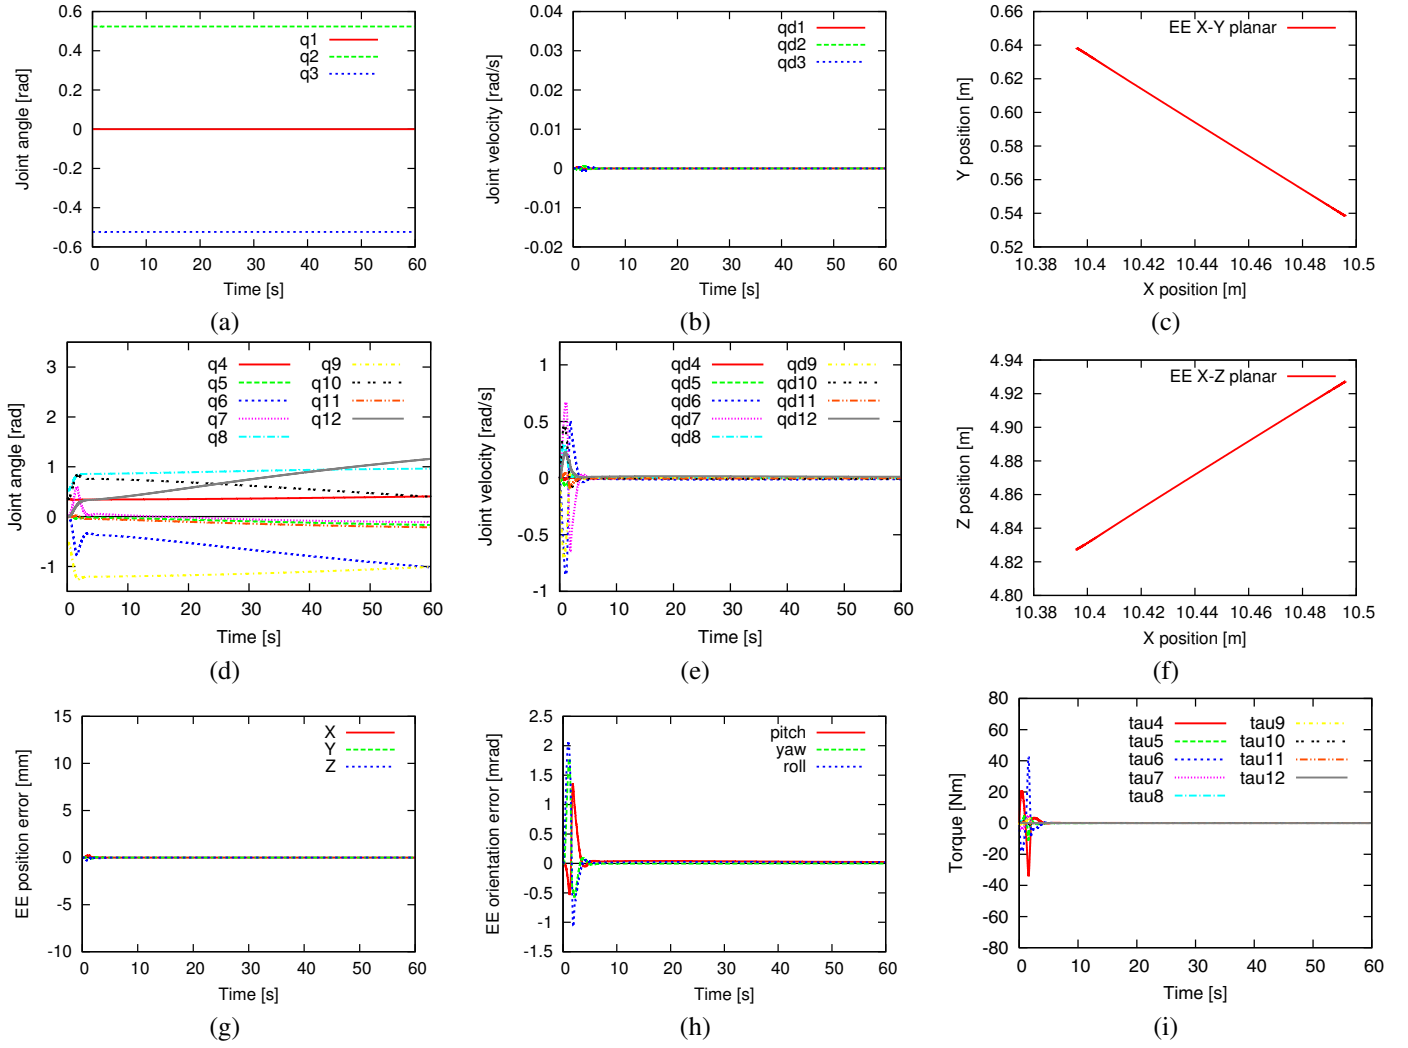 Joint angle [rad]
0.6
0.4
0.2
0
-0.2
-0.4
-0.6
q1
q2
q3
0 10 20 30 40 50 60
Time [s]
(a)
Joint velocity [rad/s]
0.04
0.03
0.02
0.01
0
-0.01
-0.02
qd1
qd2
qd3
0 10 20 30 40 50 60
Time [s]
(b)
Y position [m]
0.66
0.64
0.62
0.60
0.58
0.56
0.54
0.52
EE X-Y planar
10.38 10.4 10.42 10.44 10.46 10.48 10.5
X position [m]
(c)
Joint angle [rad]
3
2
1
0
-1
q4 q9
q5 q10
q6 q11
q7 q12
q8
0 10 20 30 40 50 60
Time [s]
(d)
Joint velocity [rad/s]
1
0.5
0
-0.5
-1
qd4 qd9
qd5 qd10
qd6 qd11
qd7 qd12
qd8
0 10 20 30 40 50 60
Time [s]
(e)
Z position [m]
4.94
4.92
4.90
4.88
4.86
4.84
4.82
4.80
EE X-Z planar
10.38 10.4 10.42 10.44 10.46 10.48 10.5
X position [m]
(f)
EE position error [mm]
15
10
5
0
-5
-10
X
Y
Z
0 10 20 30 40 50 60
Time [s]
(g)
EE orientation error [mrad]
2.5
2
1.5
1
0.5
0
-0.5
-1
-1.5
pitch
yaw
roll
0 10 20 30 40 50 60
Time [s]
(h)
Torque [Nm]
80
60
40
20
0
-20
-40
-60
-80
tau4 tau9
tau5 tau10
tau6 tau11
tau7 tau12
tau8
0 10 20 30 40 50 60
Time [s]
(i)